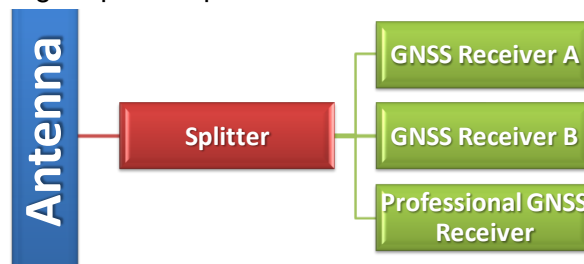 Antenna
Splitter
GNSS Receiver A
GNSS Receiver B
Professional GNSS
Receiver